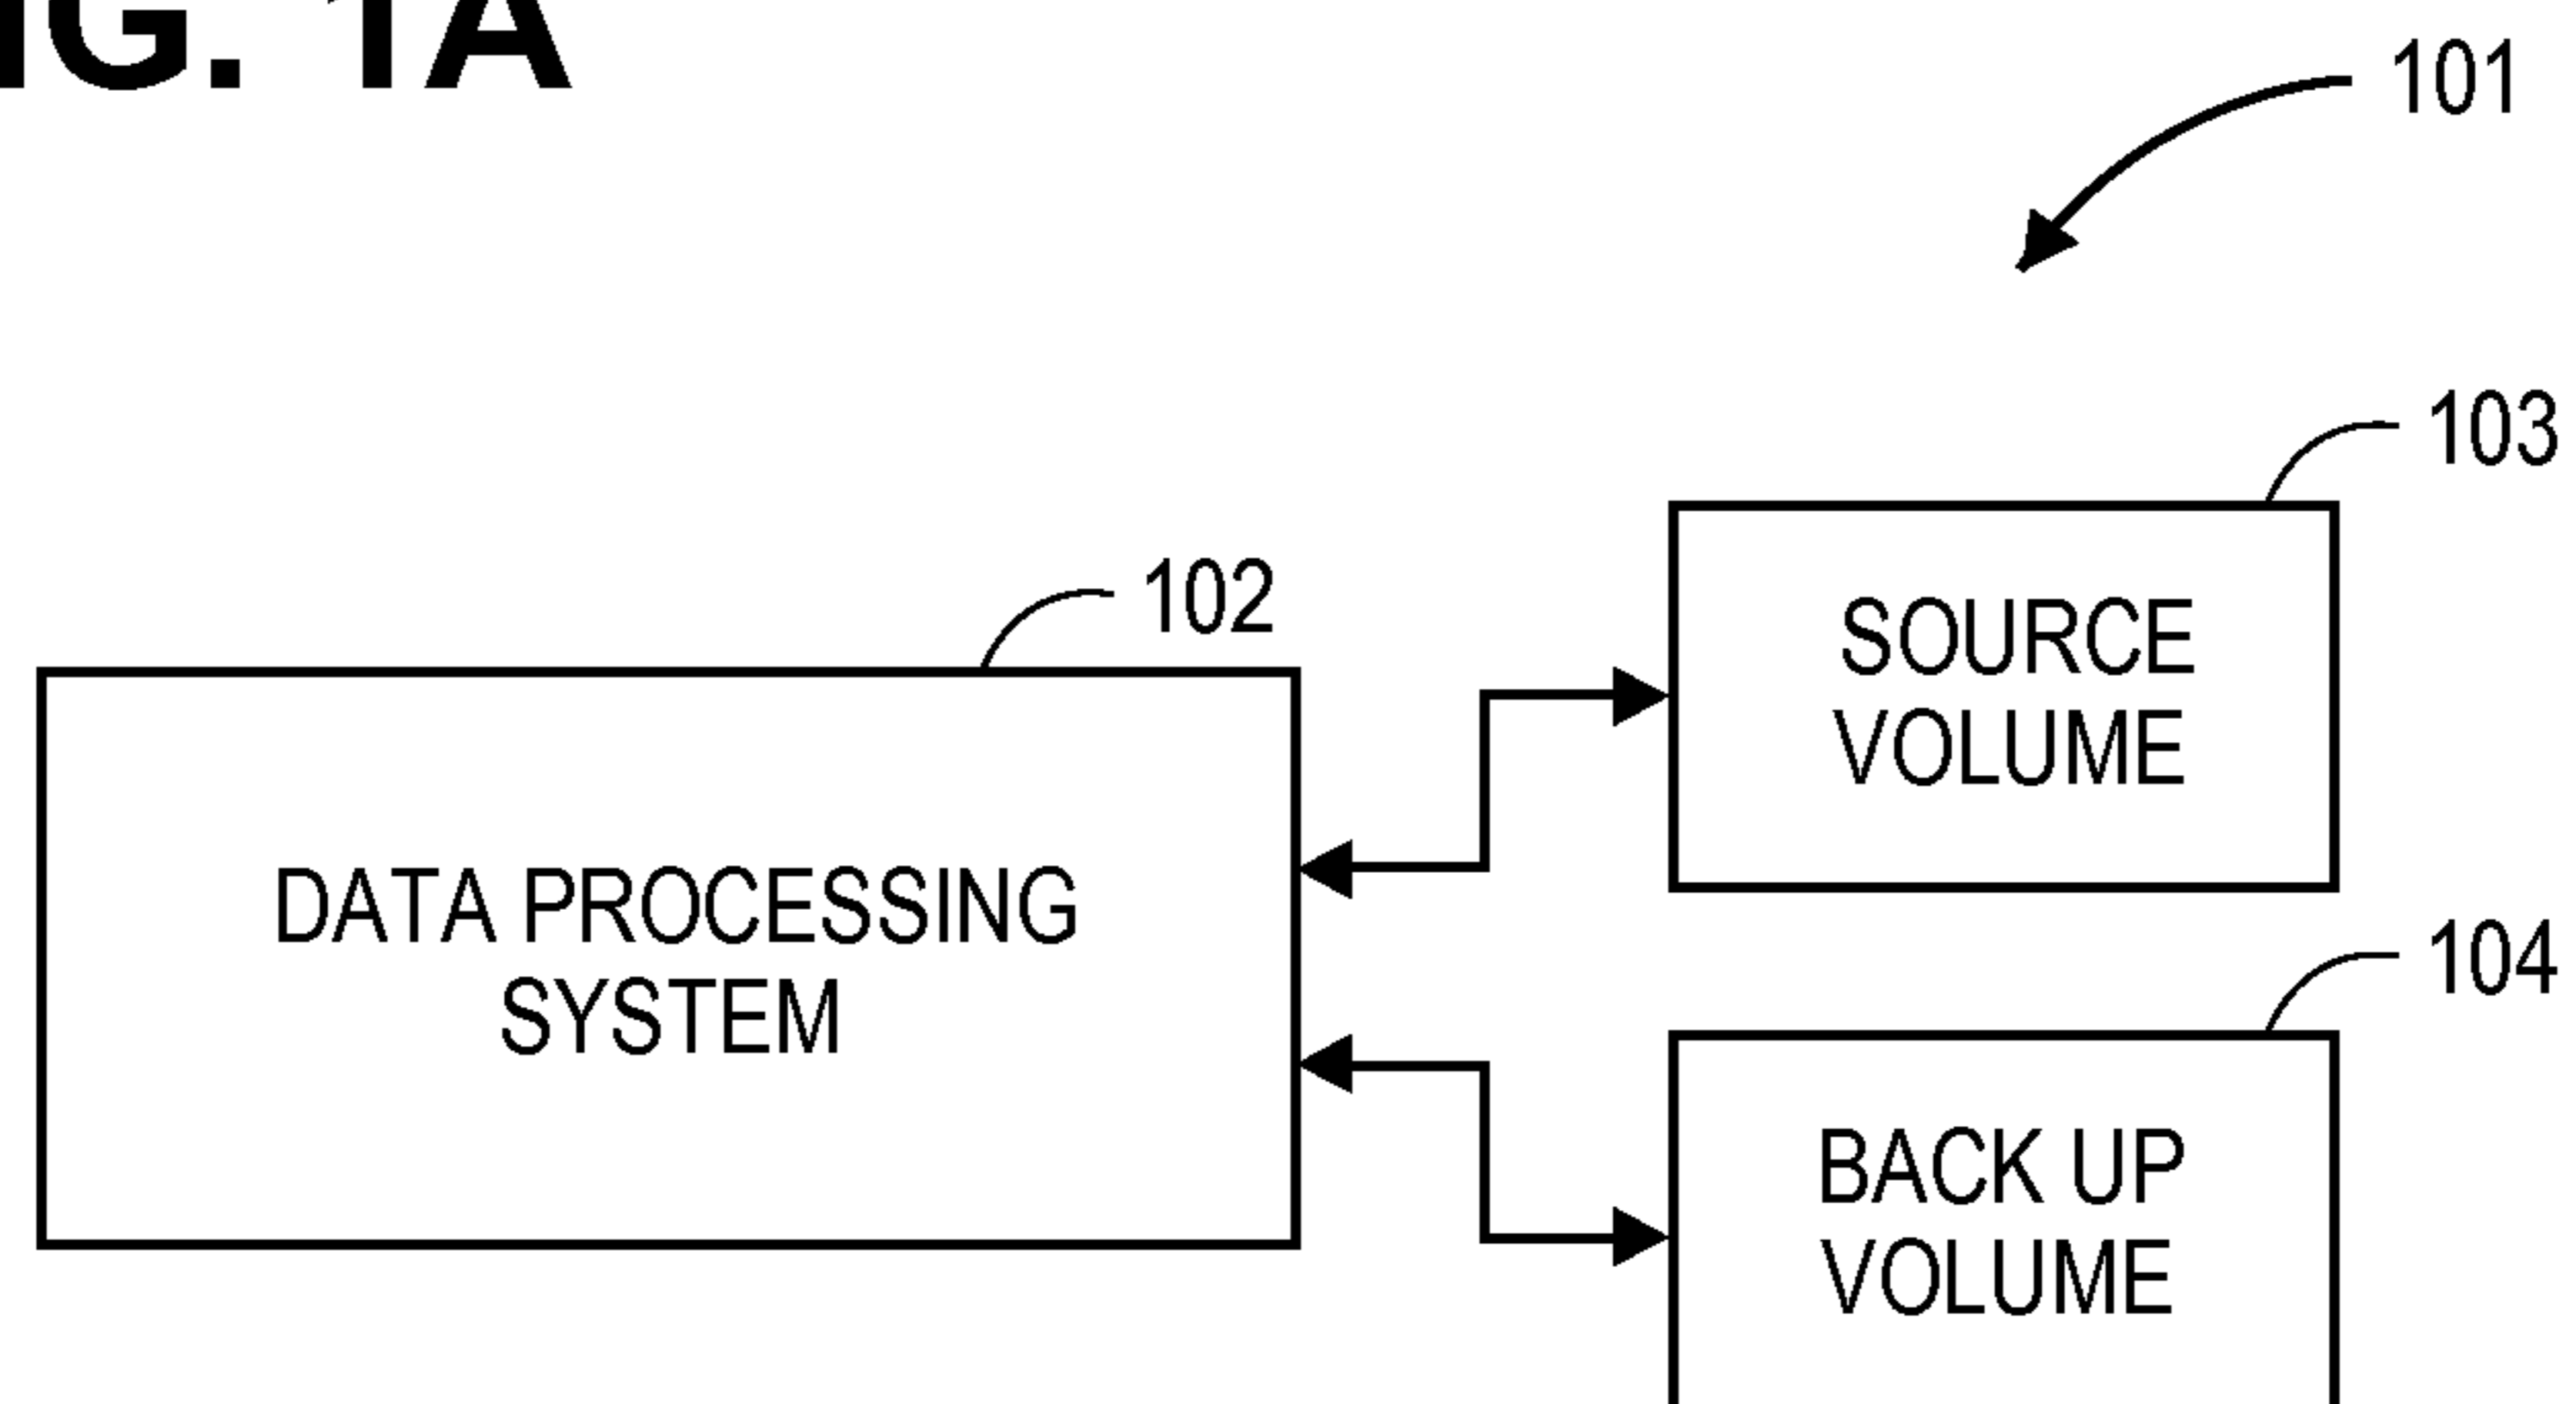 IG. 1A
101
103
102
SOURCE
VOLUME
DATA PROCESSING
SYSTEM
104
BACK UP
VOLUME